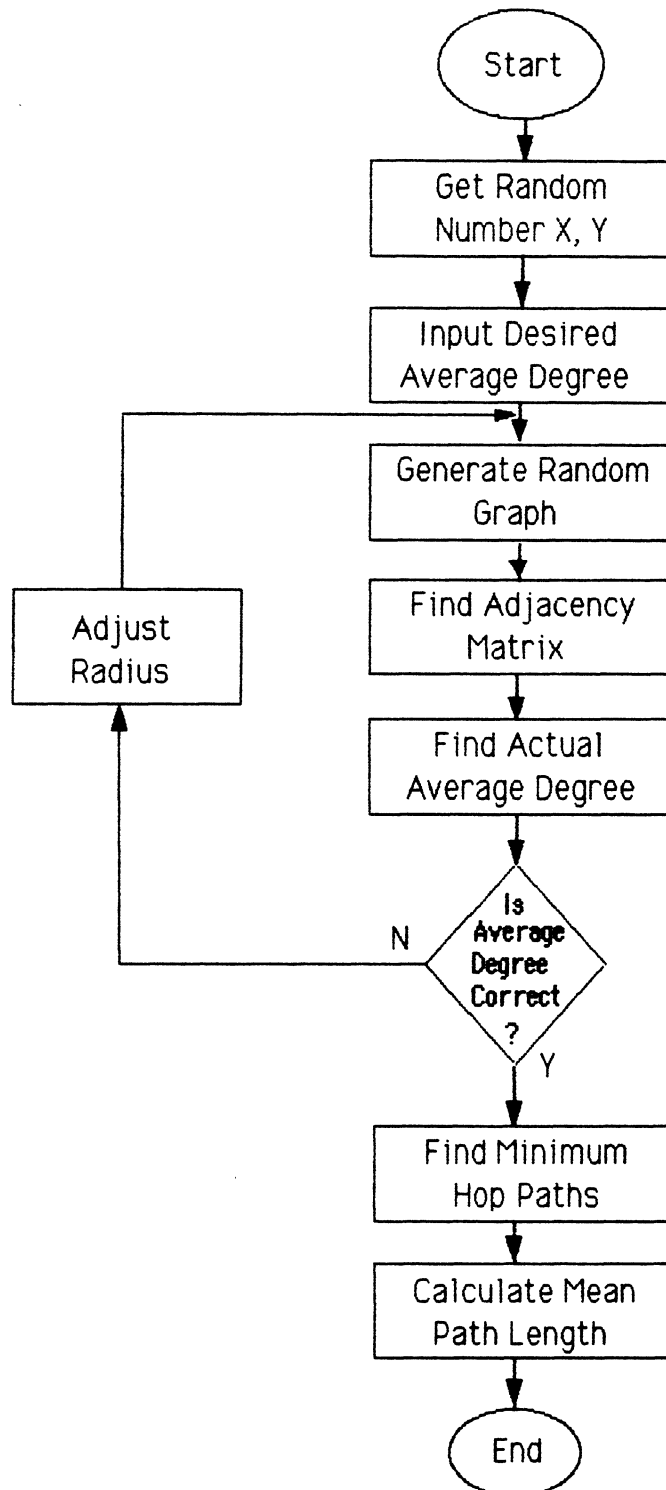 Start
Get Random
Number X, Y
Input Desired
Average Degree
Generate Random
Graph
Find Adjacency
Matrix
Adjust
Radius
Find Actual
Average Degree
Is
Average
Degree
Correct
?
N
Y
Find Minimum
Hop Paths
Calculate Mean
Path Length
End